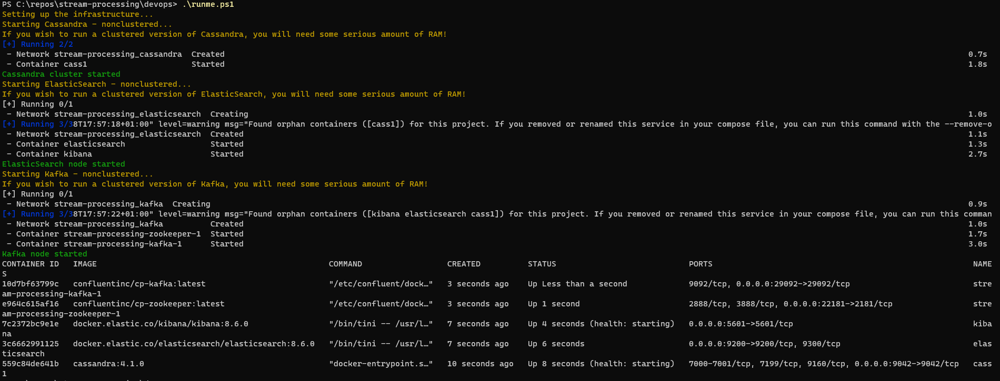 PS C:\repos\stream-processing\devops> .\runme.ps1
Setting up the infrastructure...
Starting Cassandra - nonclustered...
If you wish to run a clustered version of Cassandra, you will need some serious amount of RAM!
[+] Running 2/2
 - Network stream-processing_cassandra  Created 0.7s
 - Container cass1 Started 1.8s
Cassandra cluster started
Starting ElasticSearch - nonclustered...
If you wish to run a clustered version of ElasticSearch, you will need some serious amount of RAM!
[+] Running 0/1
 - Network stream-processing_elasticsearch  Creating 1.0s
[+] Running 3/38T17:57:18+01:00" level=warning msg="Found orphan containers ([cass1]) for this project. If you removed or renamed this service in your compose file, you can run this command with the --remove-o
 - Network stream-processing_elasticsearch  Created 1.1s
 - Container elasticsearch Started 1.3s
 - Container kibana Started 2.7s
ElasticSearch node started
Starting Kafka - nonclustered...
If you wish to run a clustered version of Kafka, you will need some serious amount of RAM!
[+] Running 0/1
 - Network stream-processing_kafka  Creating 0.9s
[+] Running 3/38T17:57:22+01:00" level=warning msg="Found orphan containers ([kibana elasticsearch cass1]) for this project. If you removed or renamed this service in your compose file, you can run this comman
 - Network stream-processing_kafka Created 1.0s
 - Container stream-processing-zookeeper-1  Started 1.7s
 - Container stream-processing-kafka-1 Started 3.0s
Kafka node started
CONTAINER ID   IMAGE   COMMAND   CREATED   STATUS   PORTS   NAME
S
10d7bf63799c   confluentinc/cp-kafka:latest   "/etc/confluent/dock…"   3 seconds ago   Up Less than a second   9092/tcp, 0.0.0.0:29092->29092/tcp   stre
am-processing-kafka-1
e964c615af16   confluentinc/cp-zookeeper:latest   "/etc/confluent/dock…"   3 seconds ago   Up 1 second   2888/tcp, 3888/tcp, 0.0.0.0:22181->2181/tcp   stre
am-processing-zookeeper-1
7c2372bc9e1e   docker.elastic.co/kibana/kibana:8.6.0   "/bin/tini -- /usr/l…"   7 seconds ago   Up 4 seconds (health: starting)   0.0.0.0:5601->5601/tcp   kiba
na
3c6662991125   docker.elastic.co/elasticsearch/elasticsearch:8.6.0   "/bin/tini -- /usr/l…"   7 seconds ago   Up 6 seconds   0.0.0.0:9200->9200/tcp, 9300/tcp   elas
ticsearch
559c84de641b   cassandra:4.1.0   "docker-entrypoint.s…"   10 seconds ago   Up 8 seconds (health: starting)   7000-7001/tcp, 7199/tcp, 9160/tcp, 0.0.0.0:9042->9042/tcp   cass
1